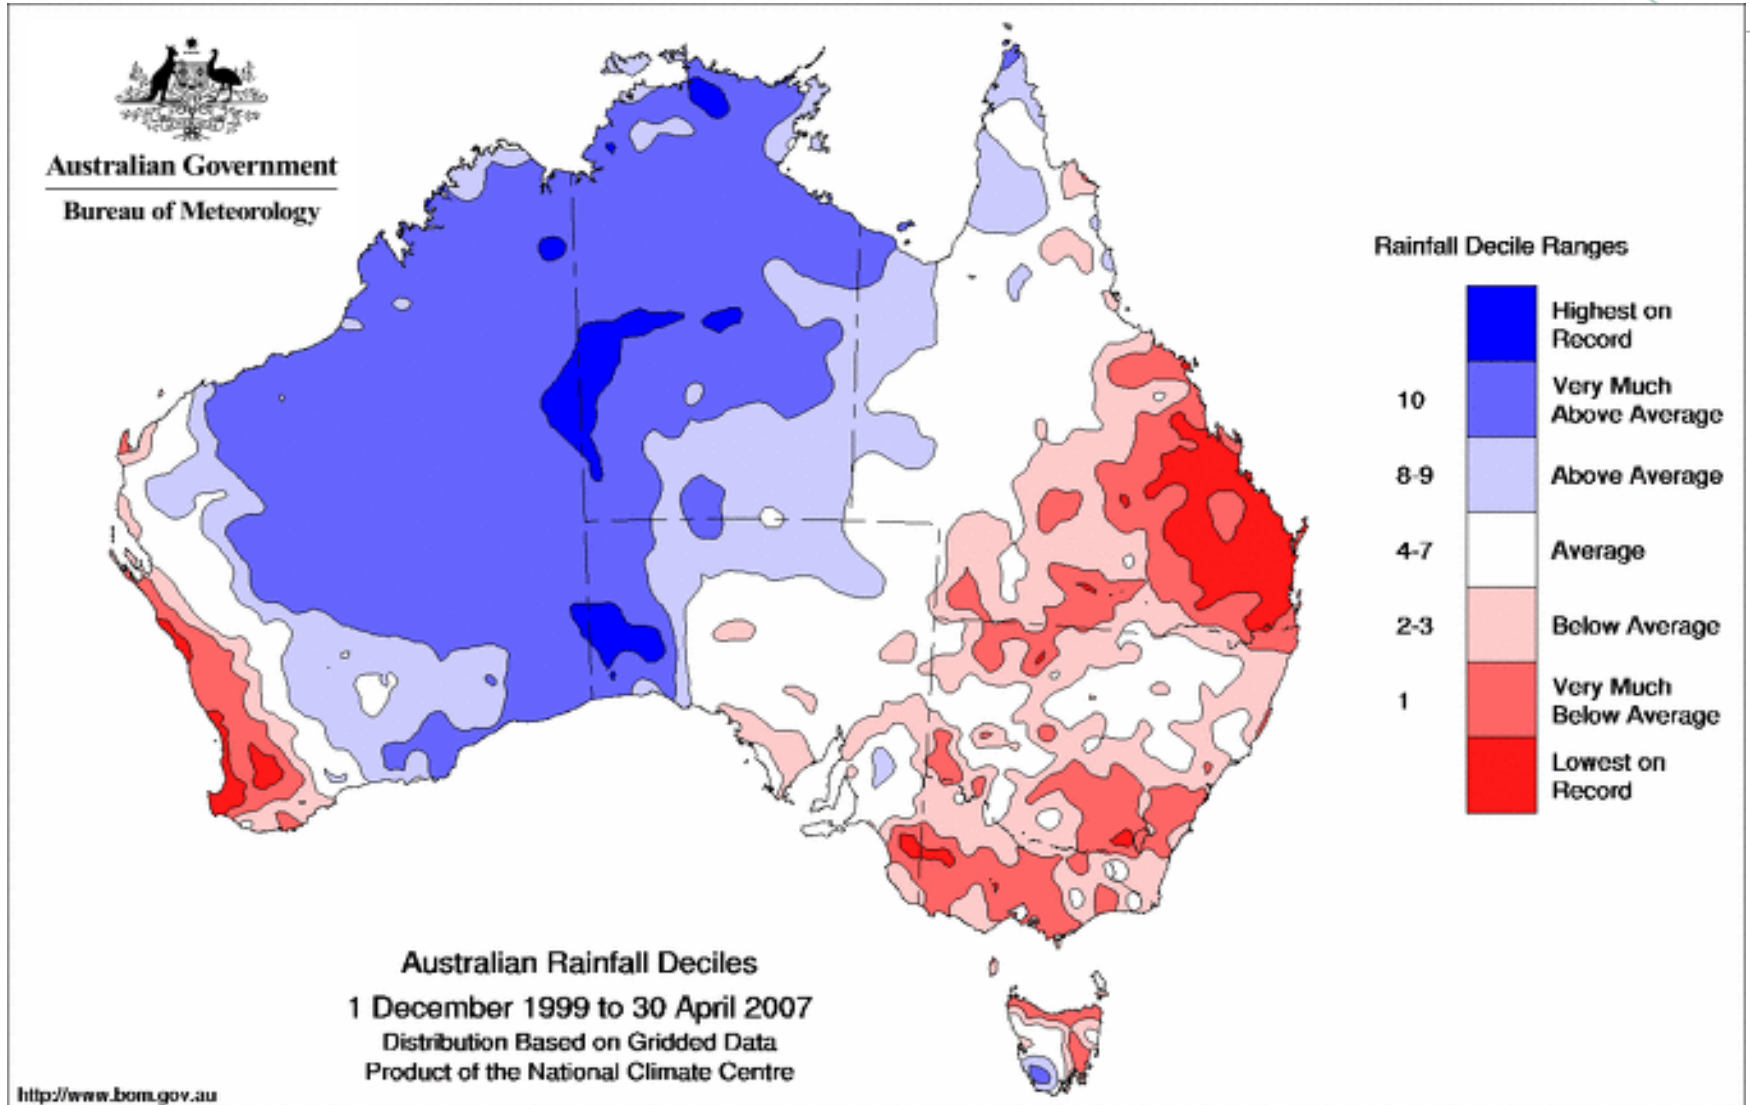 Australian Government
Bureau of Meteorology
Rainfall Decile Ranges
Highest on
Record
10
Very Much
Above Average
8-9
Above Average
4-7
Average
2-3
Below Average
1
Very Much
Below Average
Lowest on
Record
Australian Rainfall Deciles
1 December 1999 to 30 April 2007
Distribution Based on Gridded Data
Product of the National Climate Centre
http://www.bom.gov.au